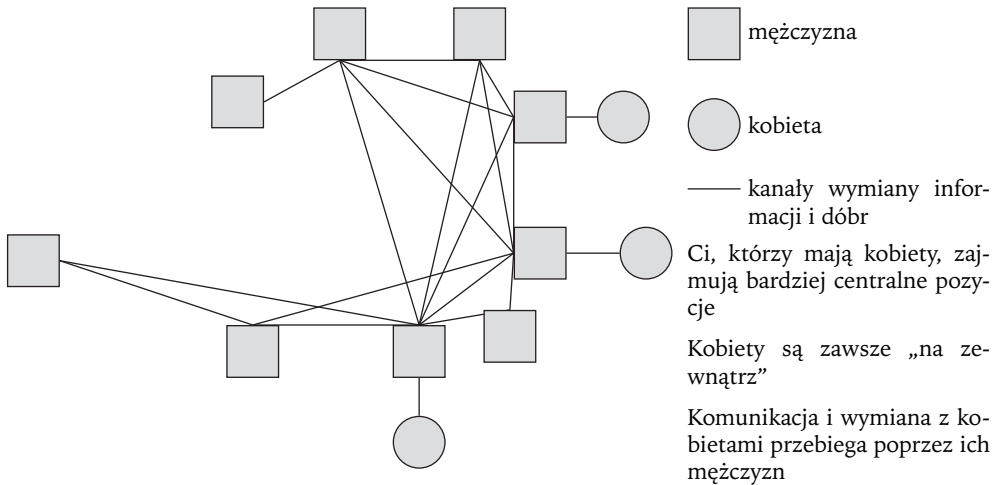 mężczyzna
kobieta
kanały wymiany infor-
macji i dóbr
Ci, którzy mają kobiety, zaj-
mują bardziej centralne pozy-
cje
Kobiety są zawsze „na ze-
wnątrz”
Komunikacja i wymiana z ko-
bietami przebiega poprzez ich
mężczyzn